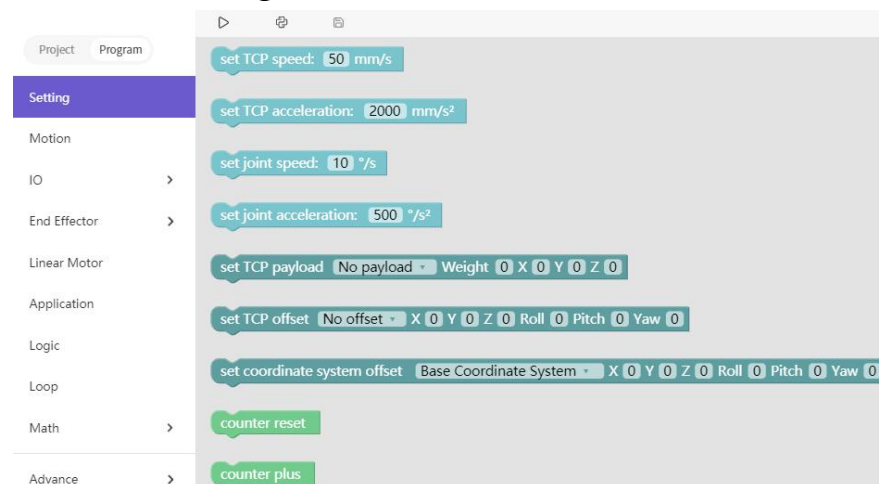 Project Program
Setting
Motion
IO
End Effector
Linear Motor
Application
Logic
Loop
Math
Advance
set TCP speed: 50 mm/s
set TCP acceleration: 2000 mm/s²
set joint speed: 10 °/s
set joint acceleration: 500 °/s²
set TCP payload No payload Weight 0 X 0 Y 0 Z 0
set TCP offset No offset X 0 Y 0 Z 0 Roll 0 Pitch 0 Yaw 0
set coordinate system offset Base Coordinate System X 0 Y 0 Z 0 Roll 0 Pitch 0 Yaw 0
counter reset
counter plus